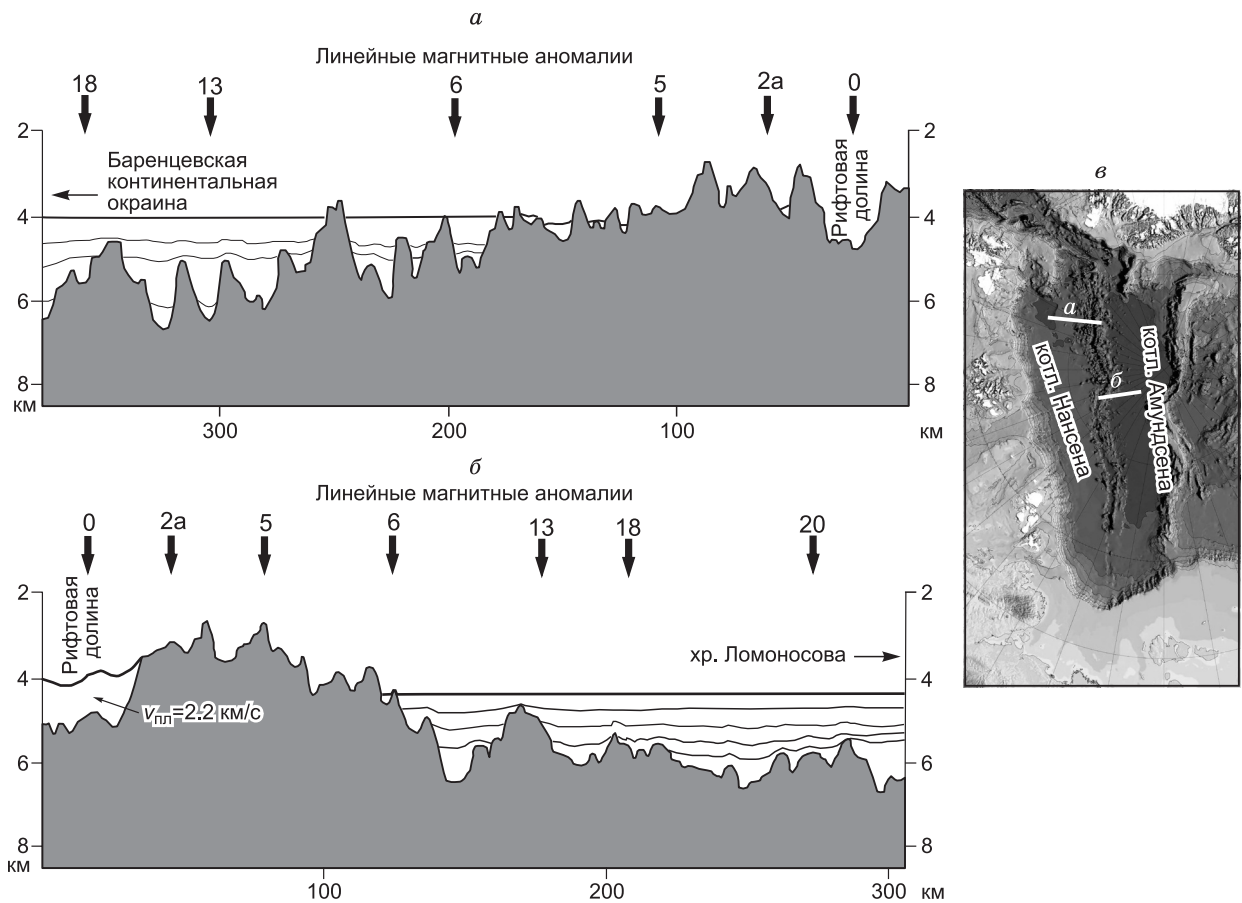 а
Линейные магнитные аномалии
18 13 6 5 2а 0
2 2
Баренцевская
континентальная
окраина
Рифтовая
долина
4 4
6 6
8 8
км
300 200 100 км
б
Линейные магнитные аномалии
0 2а 5 6 13 18 20
2 2
Рифтовая
долина
хр. Ломоносова
4 4
vпл=2.2 км/с
6 6
8 8
км
100 200 300 км
в
а
б
котл. Нансена
котл. Амундсена